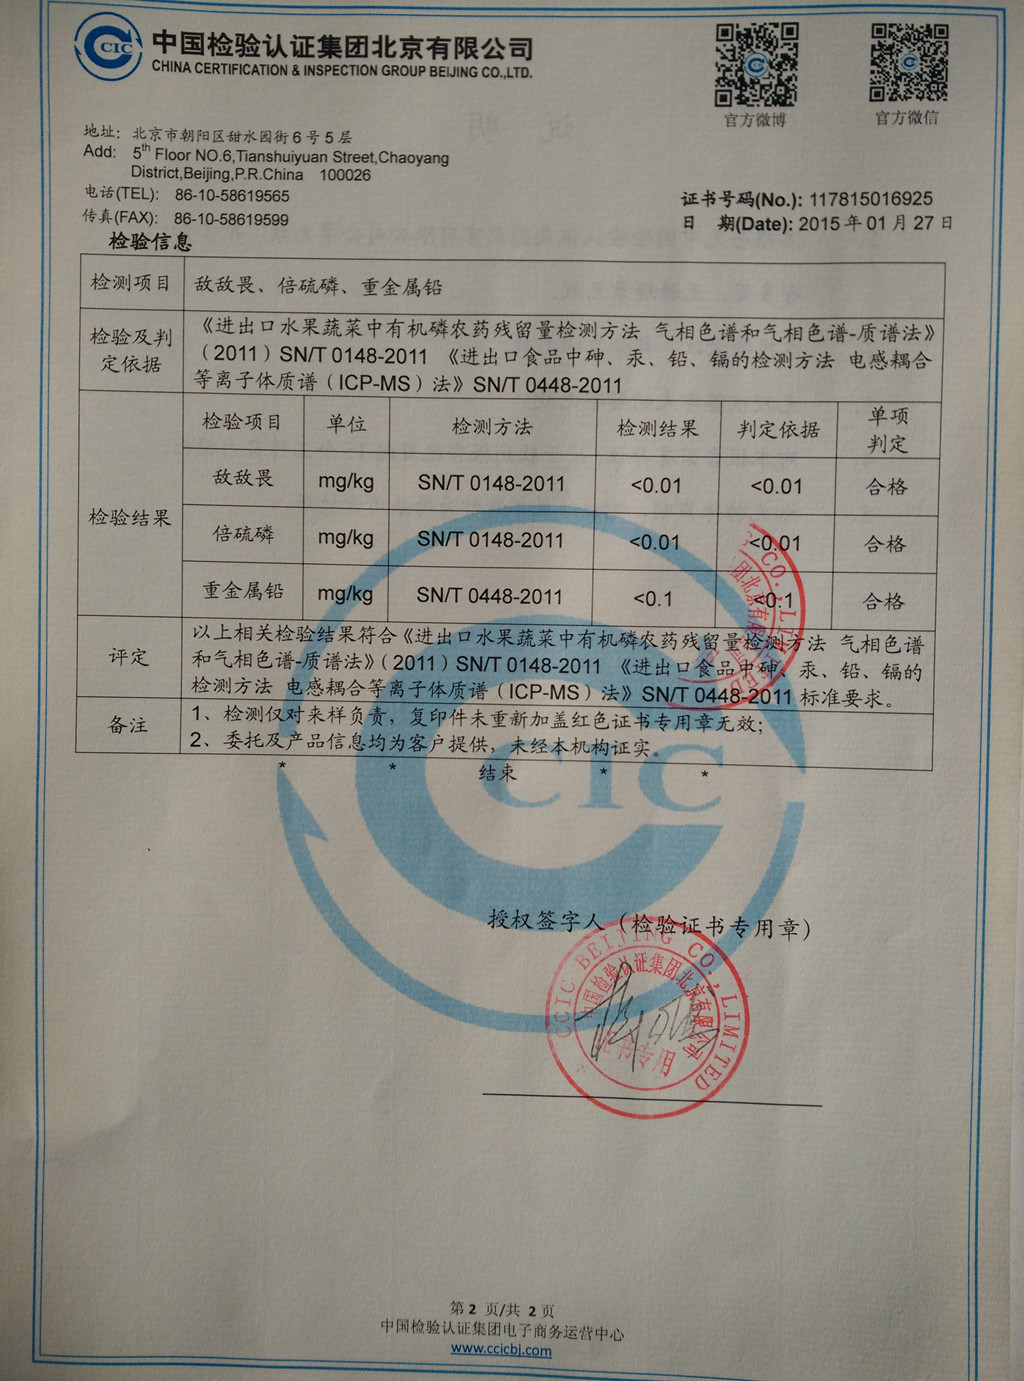 CIC
中国检验认证集团北京有限公司
CHINA CERTIFICATION & INSPECTION GROUP BEIJING CO.,LTD.
官方微博
官方微信
地址: 北京市朝阳区甜水园街6号5层
Add: 5th Floor NO.6,Tianshuiyuan Street,Chaoyang
District,Beijing,P.R.China 100026
电话(TEL): 86-10-58619565
传真(FAX): 86-10-58619599
证书号码(No.): 117815016925
日 期(Date): 2015年01月27日
检验信息
检测项目 敌敌畏、倍硫磷、重金属铅
检验及判
定依据
《进出口水果蔬菜中有机磷农药残留量检测方法 气相色谱和气相色谱-质谱法》
(2011) SN/T 0148-2011 《进出口食品中砷、汞、铅、镉的检测方法 电感耦合
等离子体质谱(ICP-MS)法》SN/T 0448-2011
检验结果
检验项目 单位 检测方法 检测结果 判定依据 单项
判定
敌敌畏 mg/kg SN/T 0148-2011 <0.01 <0.01 合格
倍硫磷 mg/kg SN/T 0148-2011 <0.01 <0.01 合格
重金属铅 mg/kg SN/T 0448-2011 <0.1 <0.1 合格
评定
以上相关检验结果符合《进出口水果蔬菜中有机磷农药残留量检测方法 气相色谱
和气相色谱-质谱法》(2011) SN/T 0148-2011 《进出口食品中砷、汞、铅、镉的
检测方法 电感耦合等离子体质谱(ICP-MS)法》SN/T 0448-2011 标准要求。
备注
1、检测仅对来样负责，复印件未重新加盖红色证书专用章无效;
2、委托及产品信息均为客户提供，未经本机构证实。
* * 结束 * *
CIC
授权签字人(检验证书专用章)
CCIC BEIJING CO.,LIMITED
中国检验认证集团北京有限公司
证书专用
第 2 页/共 2 页
中国检验认证集团电子商务运营中心
www.ccicbj.com